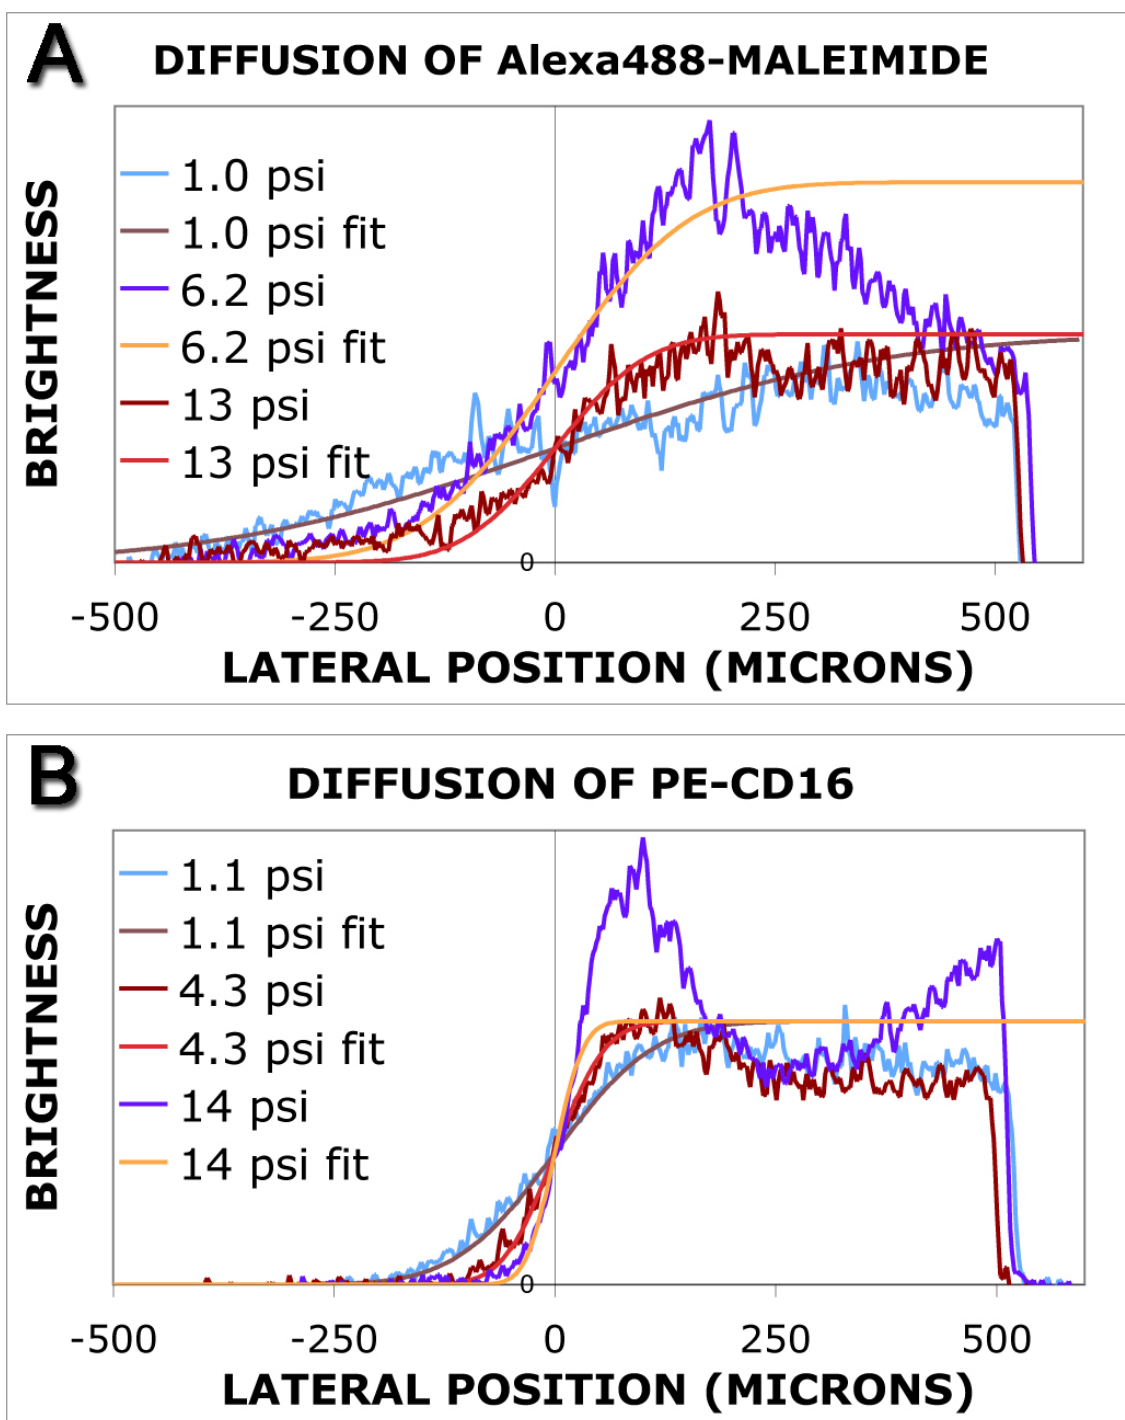 A
DIFFUSION OF Alexa488-MALEIMIDE
BRIGHTNESS
1.0 psi
1.0 psi fit
6.2 psi
6.2 psi fit
13 psi
13 psi fit
0
-500 -250 0 250 500
LATERAL POSITION (MICRONS)
B
DIFFUSION OF PE-CD16
BRIGHTNESS
1.1 psi
1.1 psi fit
4.3 psi
4.3 psi fit
14 psi
14 psi fit
0
-500 -250 0 250 500
LATERAL POSITION (MICRONS)